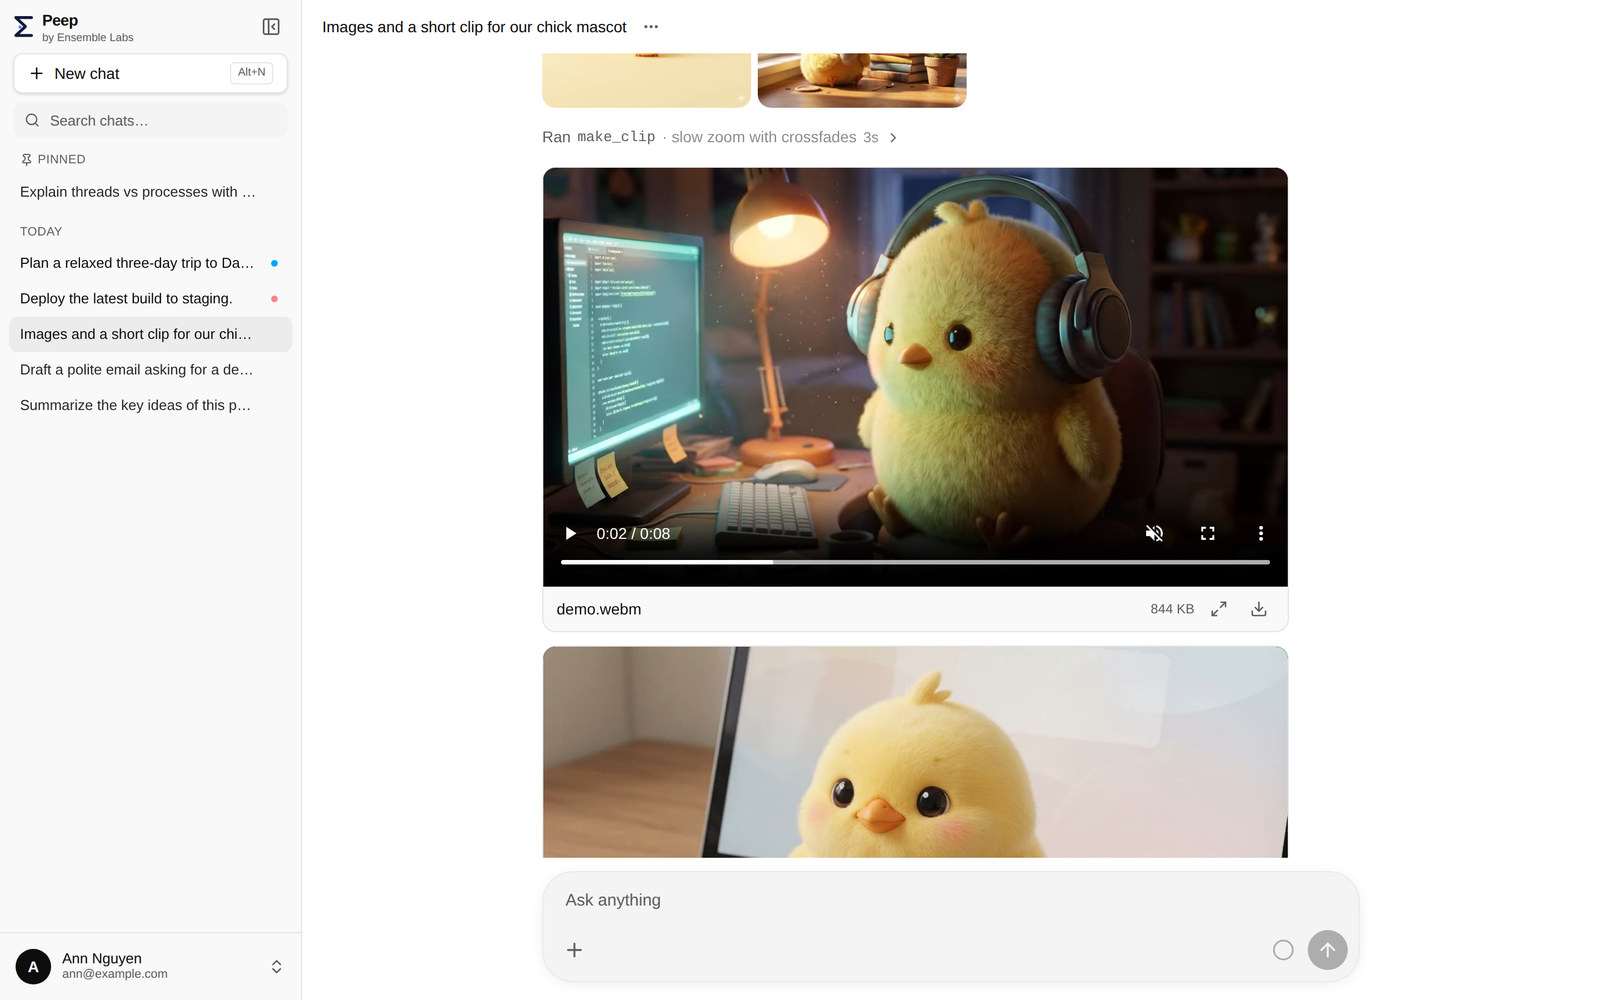 Peep
by Ensemble Labs
New chat
Alt+N
Search chats…
PINNED
Explain threads vs processes with …
TODAY
Plan a relaxed three-day trip to Da…
Deploy the latest build to staging.
Images and a short clip for our chi…
Draft a polite email asking for a de…
Summarize the key ideas of this p…
A
Ann Nguyen
ann@example.com
Images and a short clip for our chick mascot
Ran make_clip · slow zoom with crossfades 3s
0:02 / 0:08
demo.webm
844 KB
Ask anything